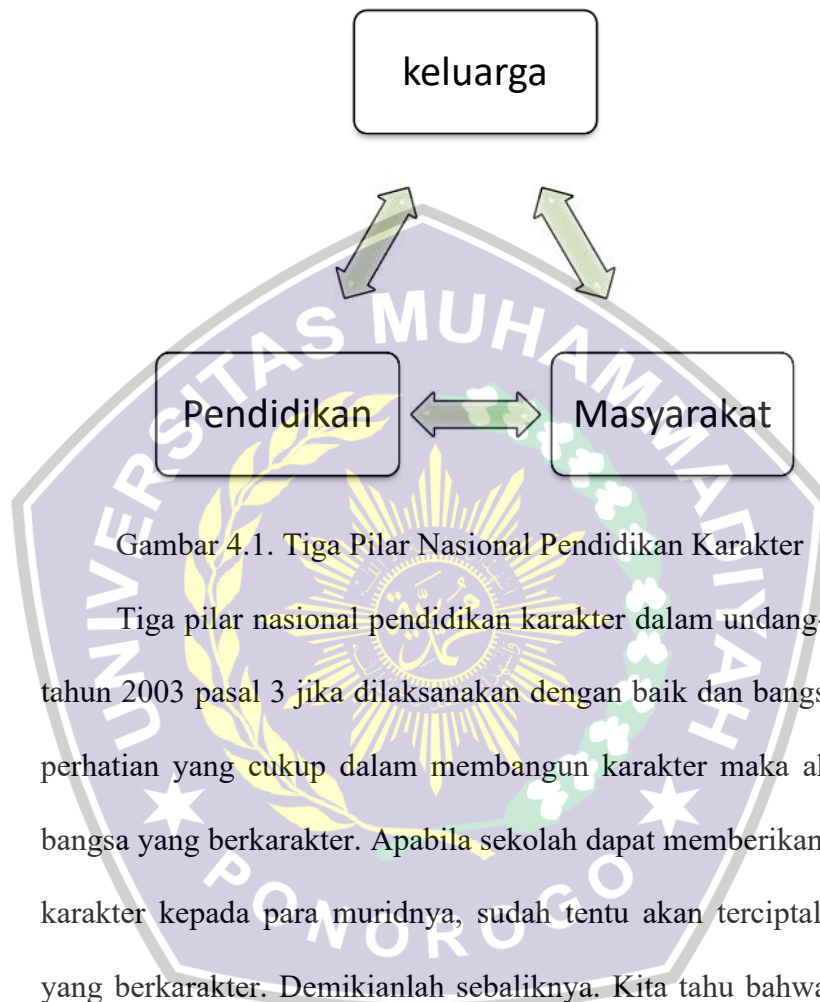 keluarga
Pendidikan
Masyarakat
Gambar 4.1. Tiga Pilar Nasional Pendidikan Karakter
Tiga pilar nasional pendidikan karakter dalam undang-
tahun 2003 pasal 3 jika dilaksanakan dengan baik dan bangs
perhatian yang cukup dalam membangun karakter maka a
bangsa yang berkarakter. Apabila sekolah dapat memberikan
karakter kepada para muridnya, sudah tentu akan terciptal
yang berkarakter. Demikianlah sebaliknya. Kita tahu bahwa
UNIVERSITAS MUHAMMADIYAH
PONOROGO